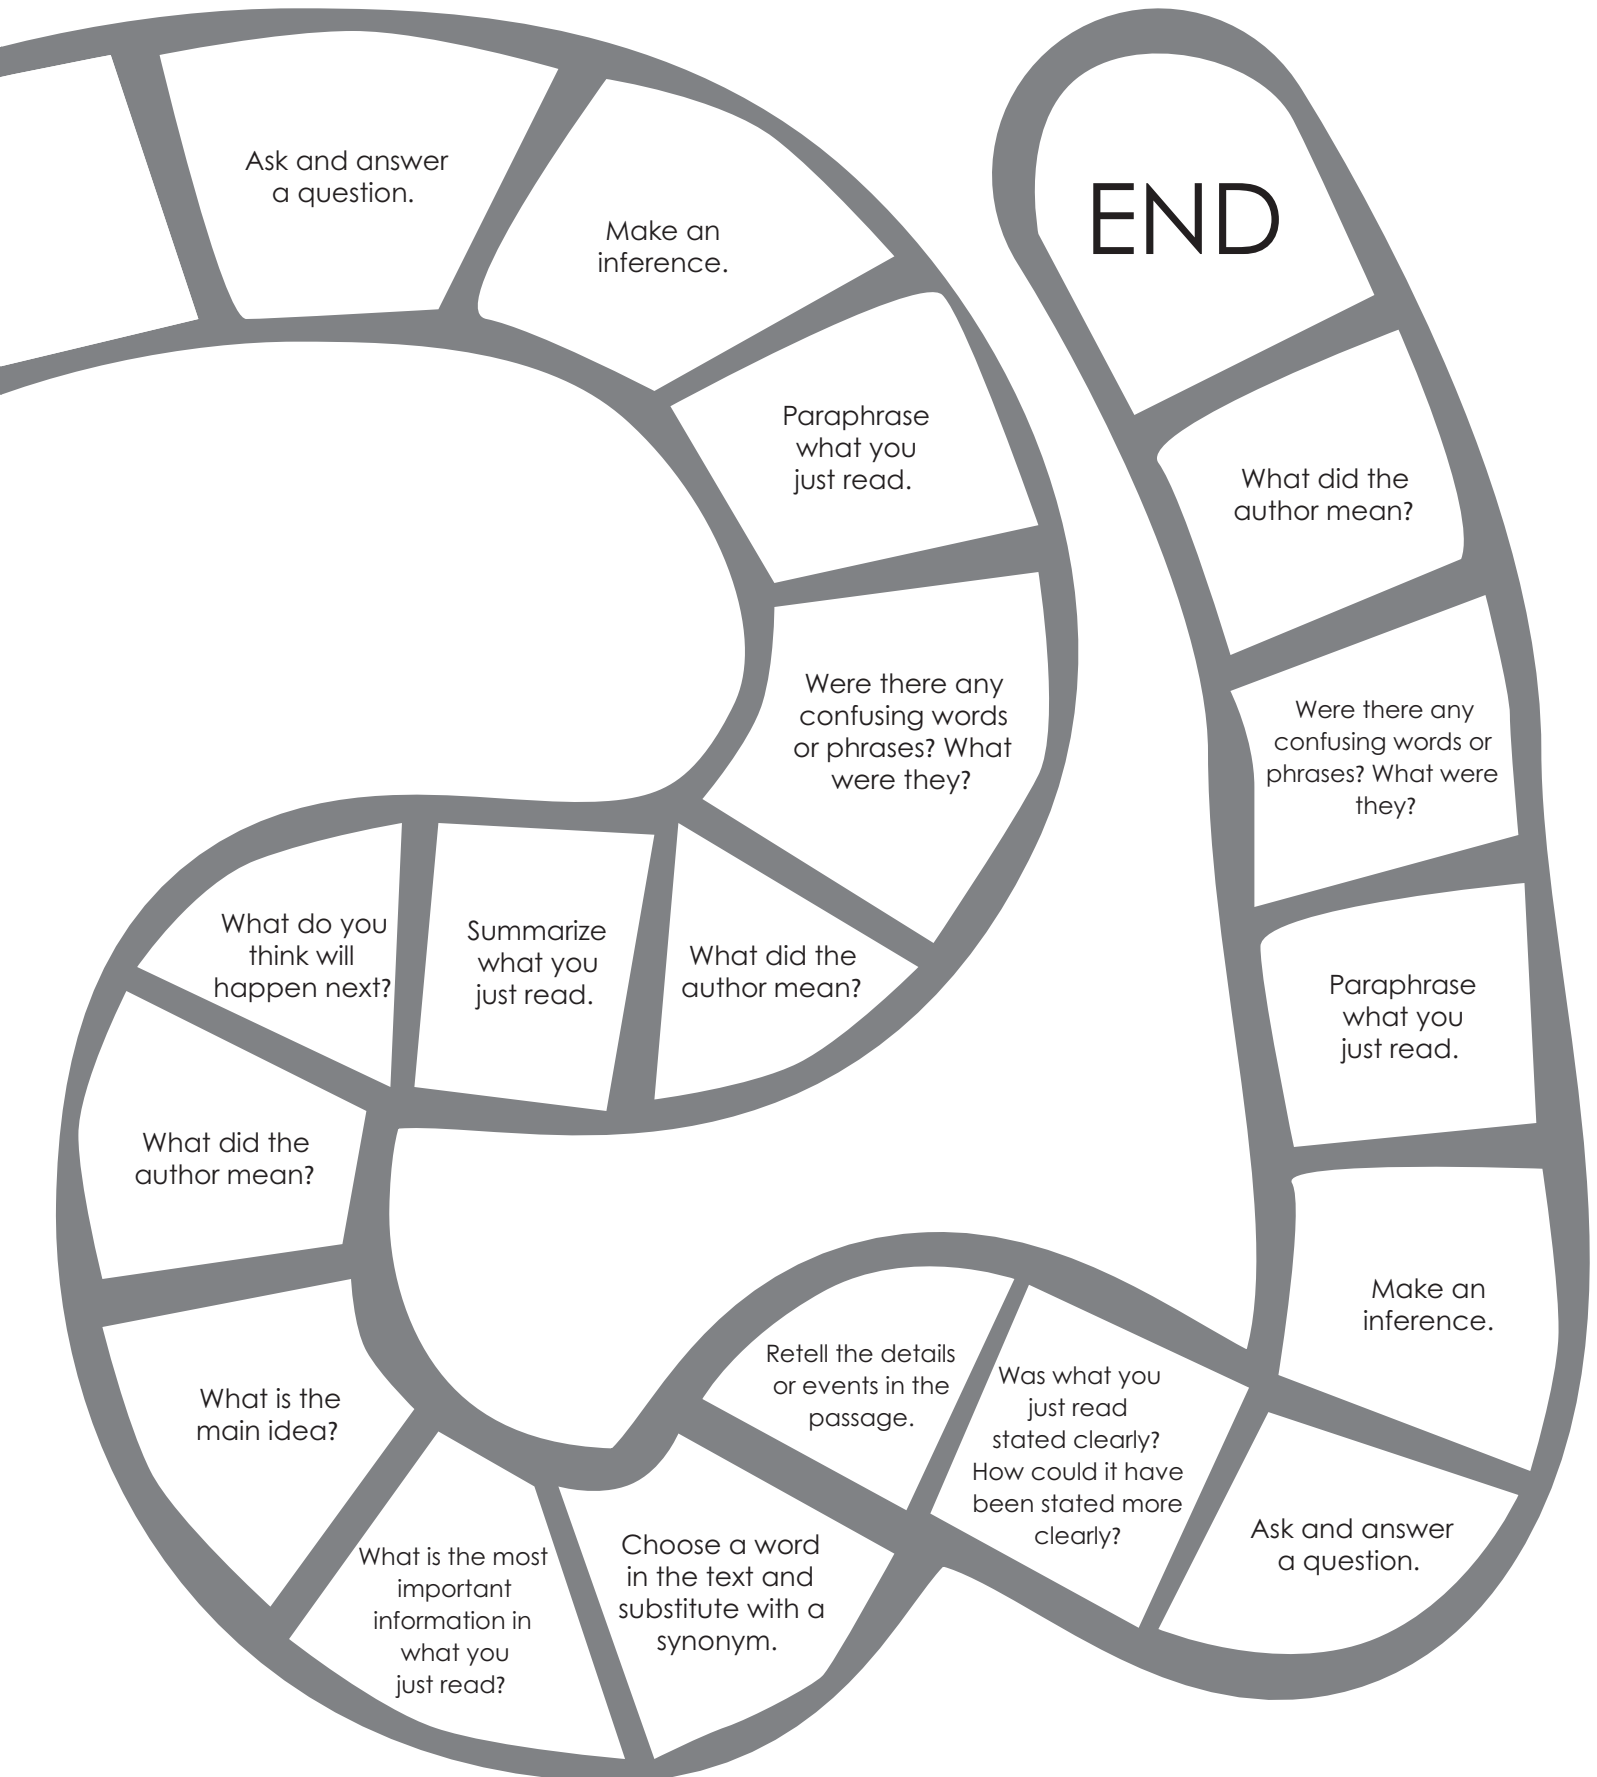 Ask and answer
a question.
Make an
inference.
Paraphrase
what you
just read.
Were there any
confusing words
or phrases? What
were they?
What did the
author mean?
Summarize
what you
just read.
What do you
think will
happen next?
What did the
author mean?
What is the
main idea?
What is the most
important
information in
what you
just read?
Choose a word
in the text and
substitute with a
synonym.
Retell the details
or events in the
passage.
Was what you
just read
stated clearly?
How could it have
been stated more
clearly?
Ask and answer
a question.
Make an
inference.
Paraphrase
what you
just read.
Were there any
confusing words or
phrases? What were
they?
What did the
author mean?
END